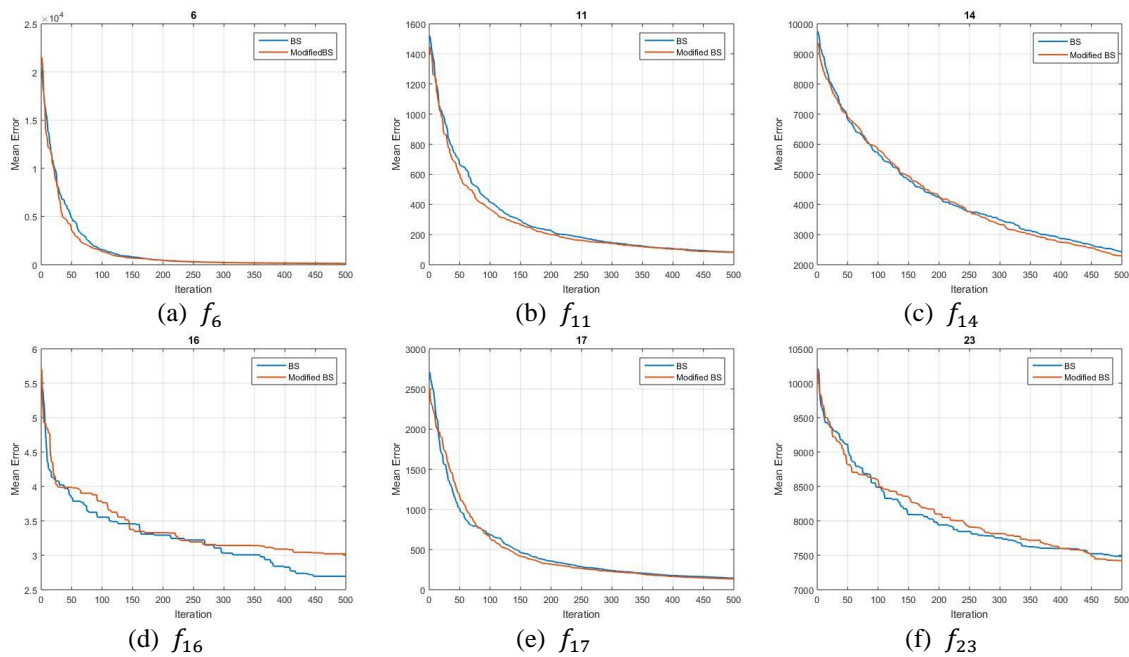 6
×10⁴
BS
ModifiedBS
Mean Error
2.5
2
1.5
1
0.5
0
0 50 100 150 200 250 300 350 400 450 500
Iteration
(a) f₆
11
BS
Modified BS
Mean Error
1600
1400
1200
1000
800
600
400
200
0
0 50 100 150 200 250 300 350 400 450 500
Iteration
(b) f₁₁
14
BS
Modified BS
Mean Error
10000
9000
8000
7000
6000
5000
4000
3000
2000
0 50 100 150 200 250 300 350 400 450 500
Iteration
(c) f₁₄
16
BS
Modified BS
Mean Error
6
5.5
5
4.5
4
3.5
3
2.5
0 50 100 150 200 250 300 350 400 450 500
Iteration
(d) f₁₆
17
BS
Modified BS
Mean Error
3000
2500
2000
1500
1000
500
0
0 50 100 150 200 250 300 350 400 450 500
Iteration
(e) f₁₇
23
BS
Modified BS
Mean Error
10500
10000
9500
9000
8500
8000
7500
7000
0 50 100 150 200 250 300 350 400 450 500
Iteration
(f) f₂₃